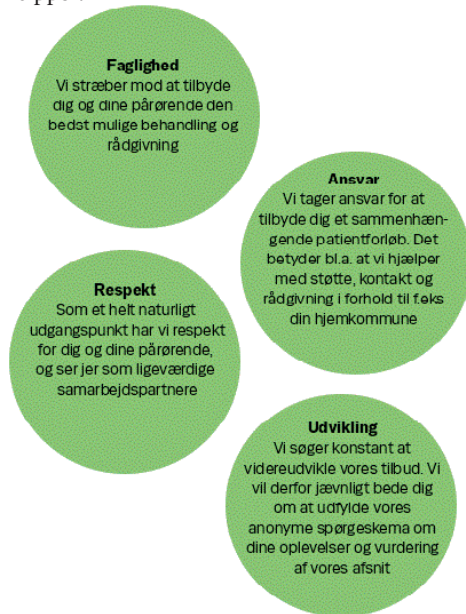 Faglighed
Vi stræber mod at tilbyde
dig og dine pårørende den
bedst mulige behandling og
rådgivning
Ansvar
Vi tager ansvar for at
tilbyde dig et sammenhæn-
gende patientforløb. Det
betyder bl.a. at vi hjælper
med støtte, kontakt og
rådgivning i forhold til f.eks
din hjemkommune
Respekt
Som et helt naturligt
udgangspunkt har vi respekt
for dig og dine pårørende,
og ser jer som ligeværdige
samarbejdspartnere
Udvikling
Vi søger konstant at
videreudvikle vores tilbud. Vi
vil derfor jævnligt bede dig
om at udfylde vores
anonyme spørgeskema om
dine oplevelser og vurdering
af vores afsnit